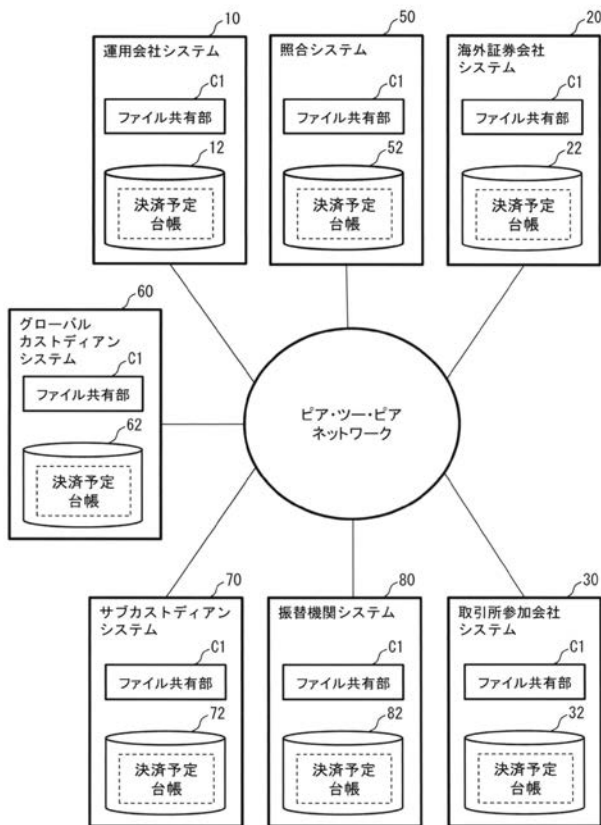 10
運用会社システム
C1
ファイル共有部
12
決済予定
台帳
50
照合システム
C1
ファイル共有部
52
決済予定
台帳
20
海外証券会社
システム
C1
ファイル共有部
22
決済予定
台帳
60
グローバル
カストディアン
システム
C1
ファイル共有部
62
決済予定
台帳
ピア・ツー・ピア
ネットワーク
70
サブカストディアン
システム
C1
ファイル共有部
72
決済予定
台帳
80
振替機関システム
C1
ファイル共有部
82
決済予定
台帳
30
取引所参加会社
システム
C1
ファイル共有部
32
決済予定
台帳